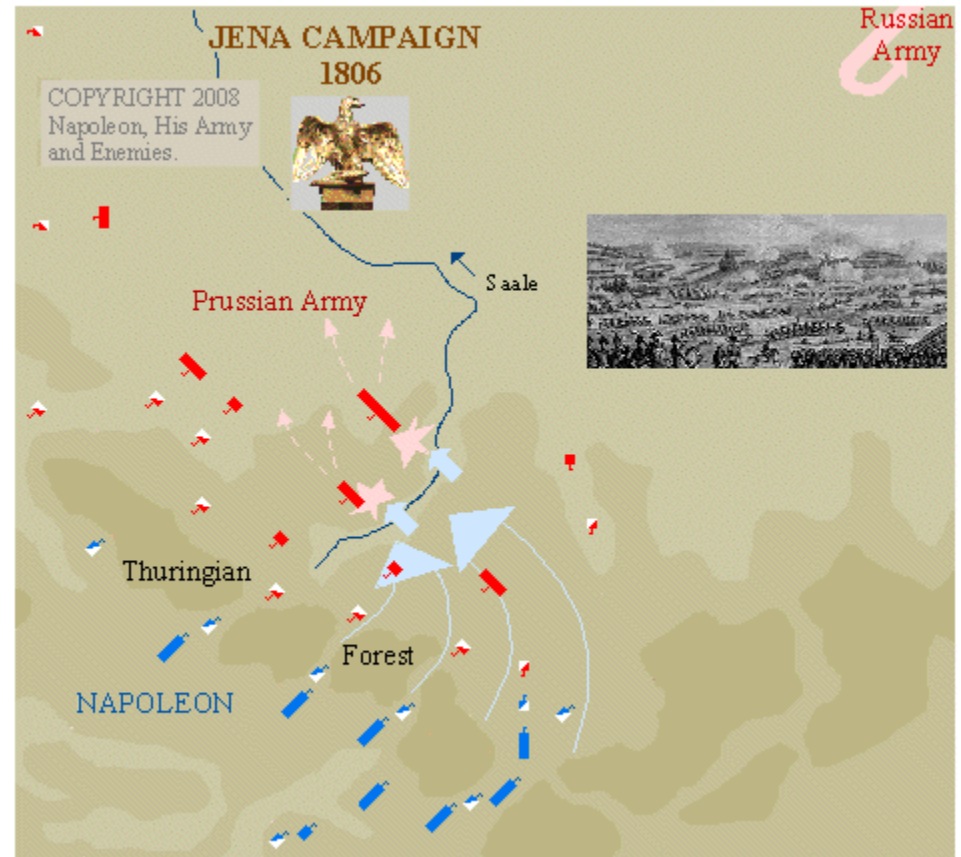 Russian
Army
JENA CAMPAIGN
1806
COPYRIGHT 2008
Napoleon, His Army
and Enemies.
Saale
Prussian Army
Thuringian
Forest
NAPOLEON